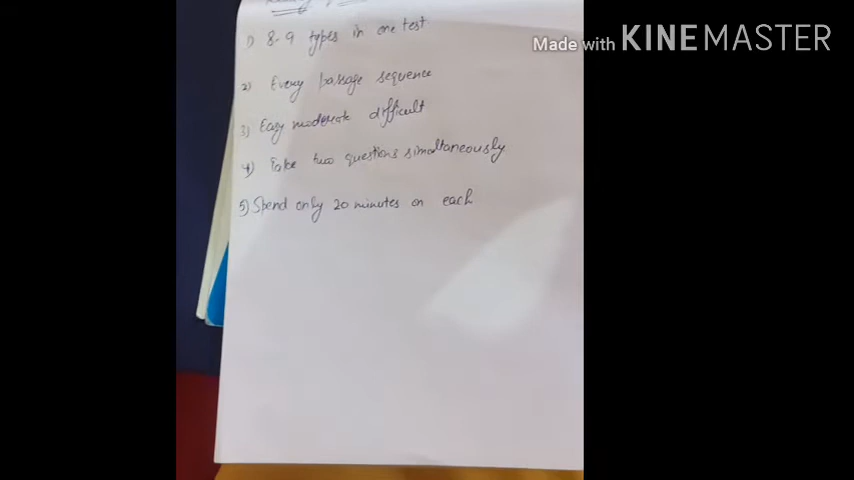 1) 8-9 types in one test
2) Every passage sequence
3) Easy moderate difficult
4) Take two questions simultaneously
5) Spend only 20 minutes on each
Made with KINEMASTER